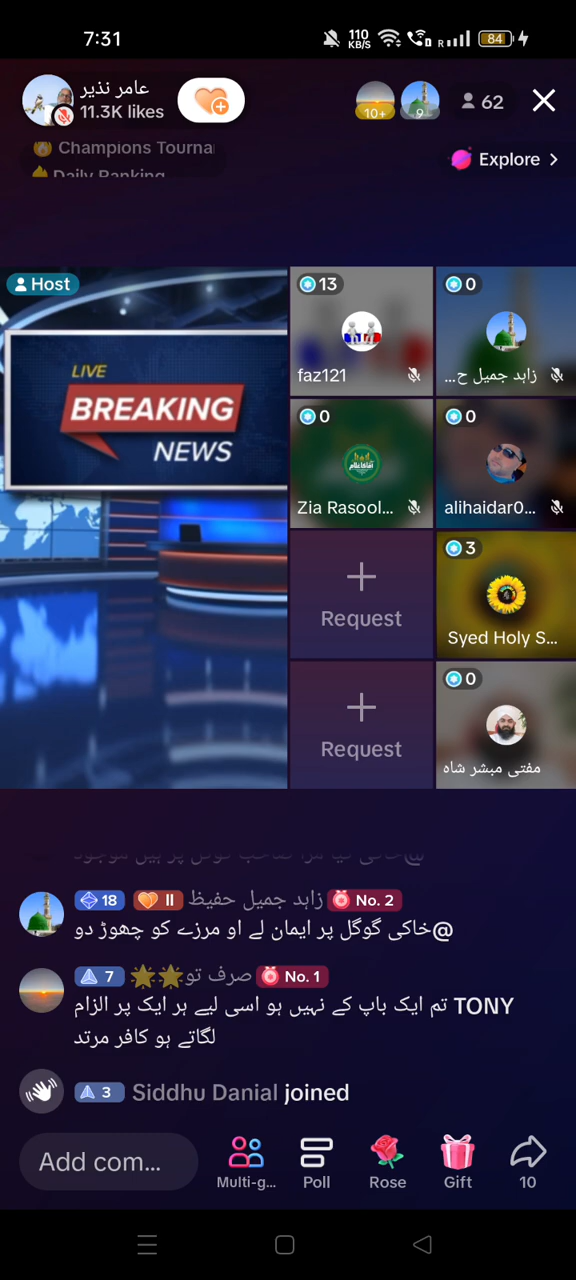 7:31
110 KB/S
R
84
عامر نذیر
11.3K likes
10+
9
62
Champions Tourna
Daily Ranking
Explore >
Host
LIVE
BREAKING
NEWS
13
faz121
0
زاہد جمیل ح...
0
Zia Rasool...
0
alihaidar0...
Request
3
Syed Holy S...
Request
0
مفتی مبشر شاہ
18 II زاہد جمیل حفیظ No. 2
@خاکی گوگل پر ایمان لے او مرزے کو چھوڑ دو
7 صرف تو🌟🌟 No. 1
TONY تم ایک باپ کے نہیں ہو اسی لیے ہر ایک پر الزام
لگاتے ہو کافر مرتد
3 Siddhu Danial joined
Add com...
Multi-g...
Poll
Rose
Gift
10